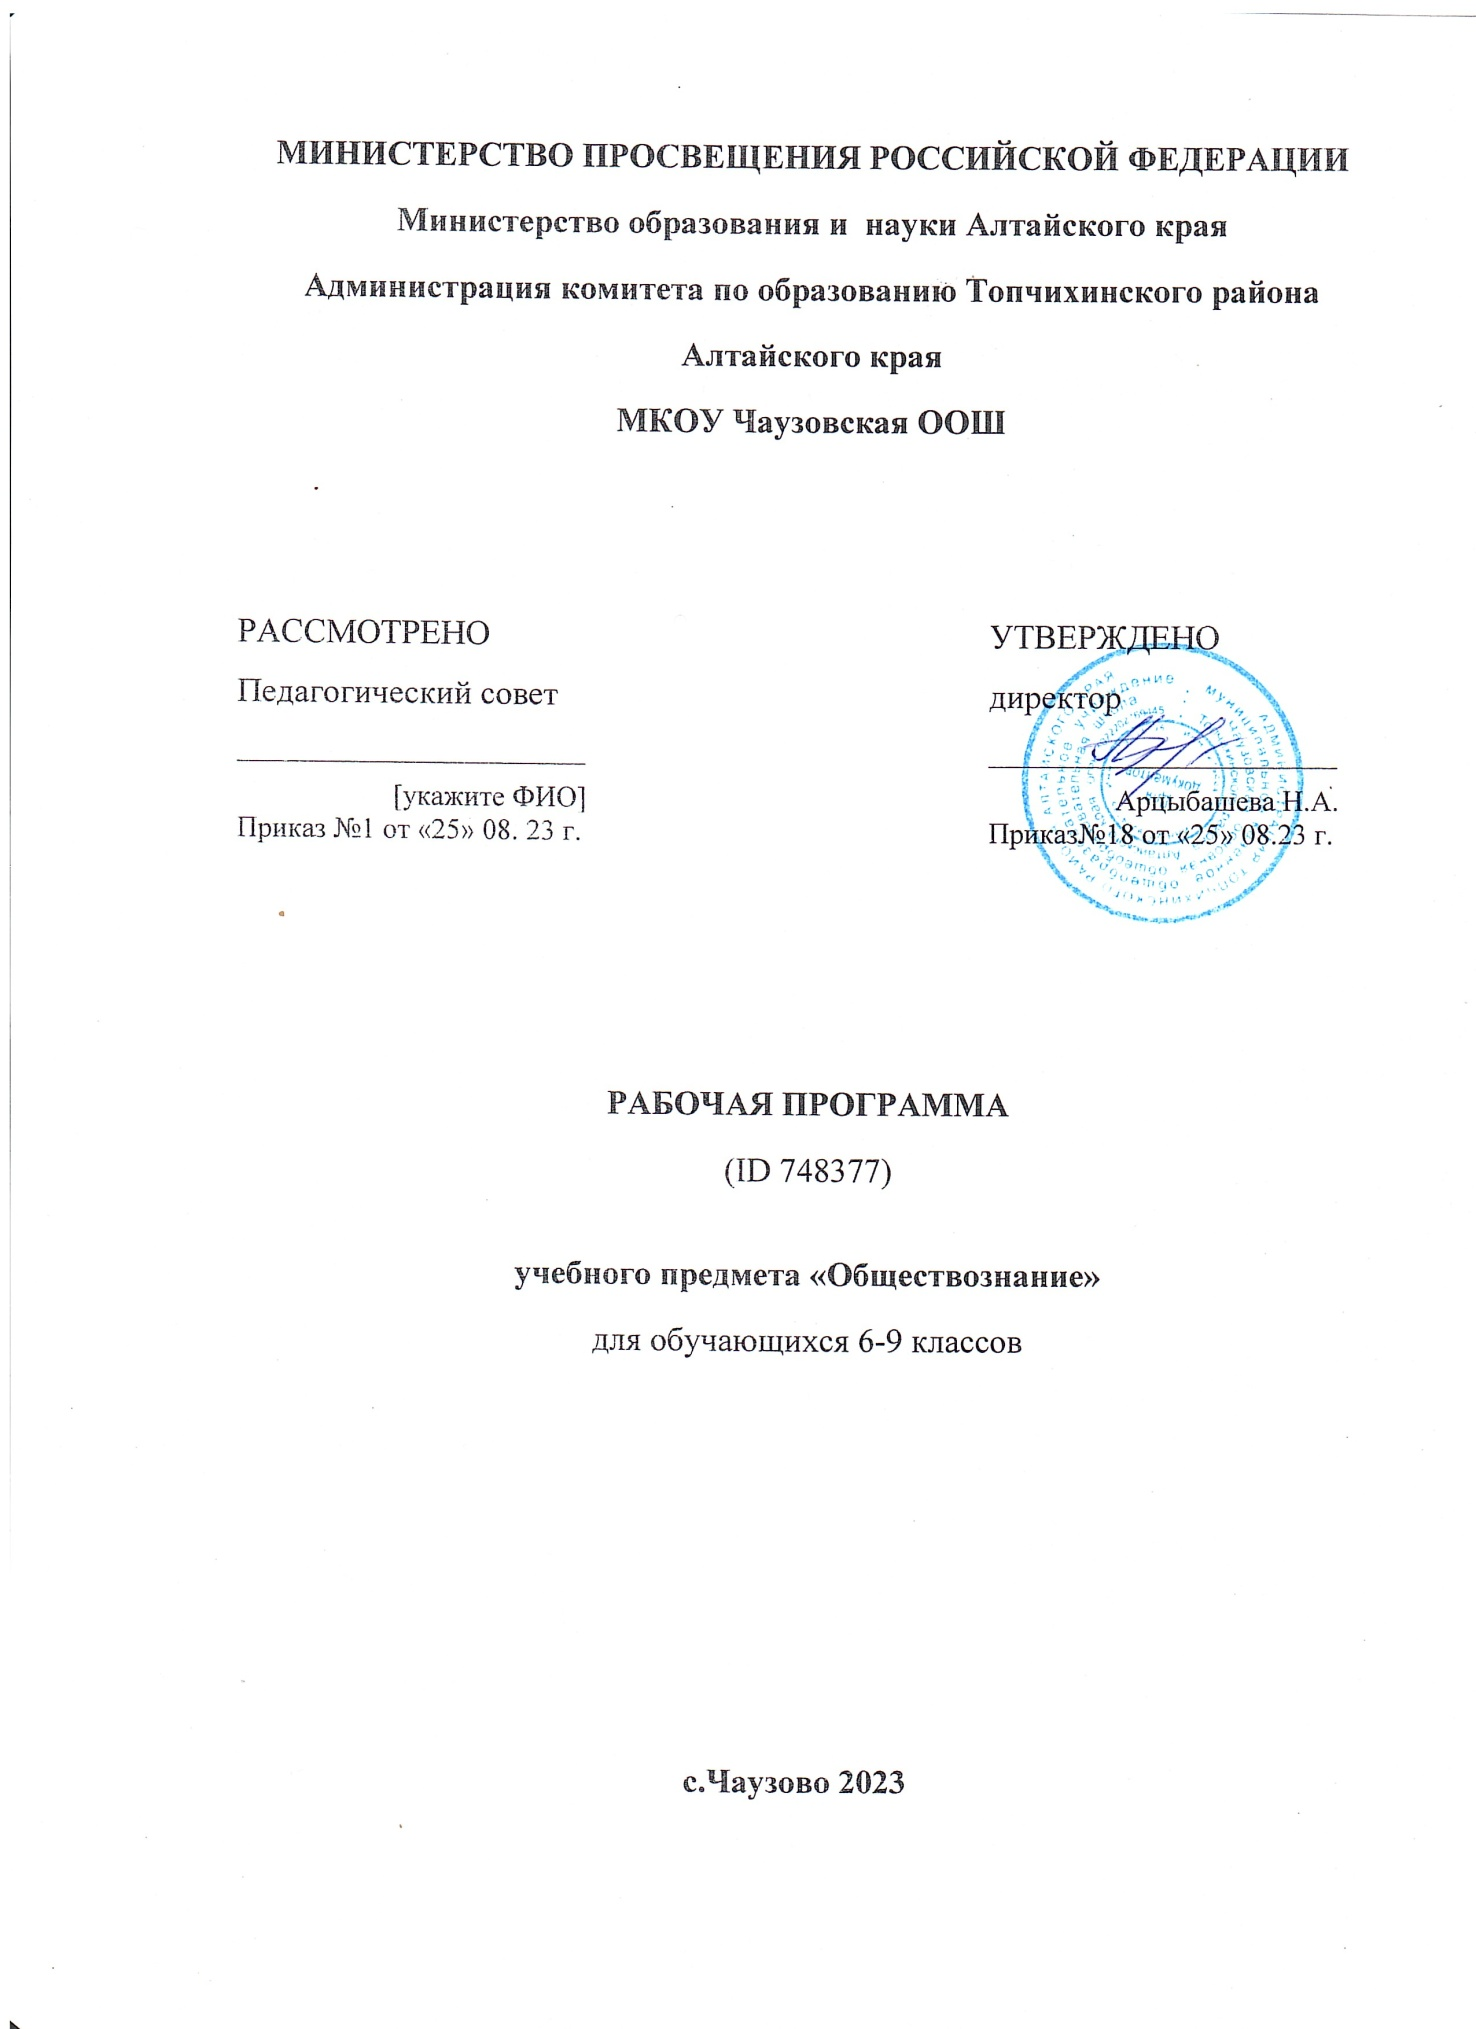 МИНИСТЕРСТВО ПРОСВЕЩЕНИЯ РОССИЙСКОЙ ФЕДЕРАЦИИ
Министерство образования и  науки Алтайского края
Администрация комитета по образованию Топчихинского района
Алтайского края
МКОУ Чаузовская ООШ
РАССМОТРЕНО
Педагогический совет
[укажите ФИО]
Приказ №1 от «25» 08. 23 г.
УТВЕРЖДЕНО
директор
Арцыбашева Н.А.
Приказ№18 от «25» 08.23 г.
РАБОЧАЯ ПРОГРАММА
(ID 748377)
учебного предмета «Обществознание»
для обучающихся 6-9 классов
с.Чаузово 2023